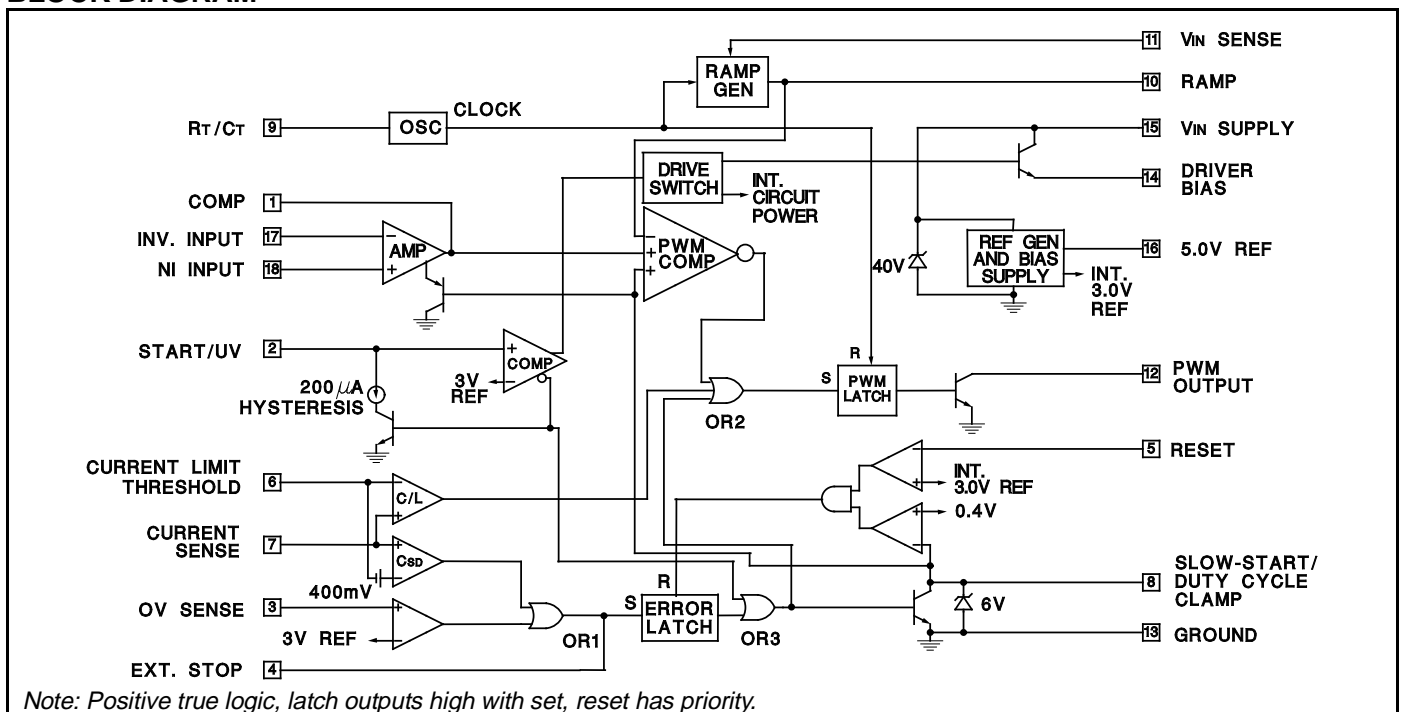 BLOCK DIAGRAM
11 VIN SENSE
RAMP
GEN
10 RAMP
RT/CT 9
OSC
CLOCK
15 VIN SUPPLY
DRIVE
SWITCH
INT.
CIRCUIT
POWER
14 DRIVER
BIAS
COMP 1
INV. INPUT 17
NI INPUT 18
-
AMP
+
-
+
+
PWM
COMP
40V
REF GEN
AND BIAS
SUPPLY
16 5.0V REF
INT.
3.0V
REF
START/UV 2
+
COMP
-
3V
REF
200 µA
HYSTERESIS
R
S
PWM
LATCH
12 PWM
OUTPUT
OR2
5 RESET
CURRENT LIMIT
THRESHOLD 6
-
C/L
+
-
+
INT.
3.0V REF
+
-
0.4V
CURRENT
SENSE 7
+
CSD
-
400mV
8 SLOW-START/
DUTY CYCLE
CLAMP
6V
R
S
ERROR
LATCH
OV SENSE 3
+
-
3V REF
OR1
OR3
13 GROUND
EXT. STOP 4
Note: Positive true logic, latch outputs high with set, reset has priority.